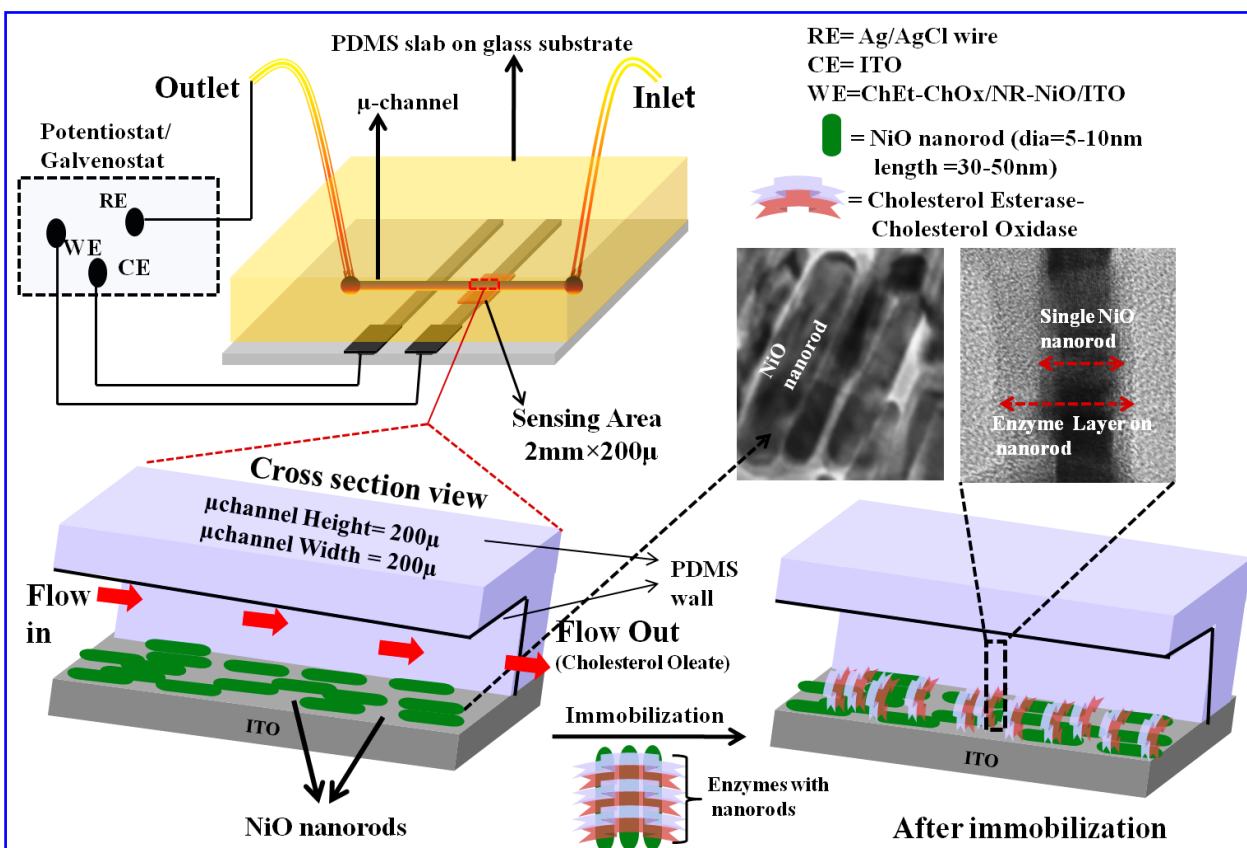 PDMS slab on glass substrate
Outlet
μ-channel
Inlet
Potentiostat/
Galvenostat
RE
WE
CE
RE= Ag/AgCl wire
CE= ITO
WE=ChEt-ChOx/NR-NiO/ITO
= NiO nanorod (dia=5-10nm
length =30-50nm)
= Cholesterol Esterase-
Cholesterol Oxidase
NiO
nanorod
Single NiO
nanorod
Enzyme Layer on
nanorod
Sensing Area
2mm×200μ
Cross section view
μchannel Height= 200μ
μchannel Width = 200μ
PDMS
wall
Flow
in
Flow Out
(Cholesterol Oleate)
ITO
NiO nanorods
Immobilization
Enzymes with
nanorods
ITO
After immobilization